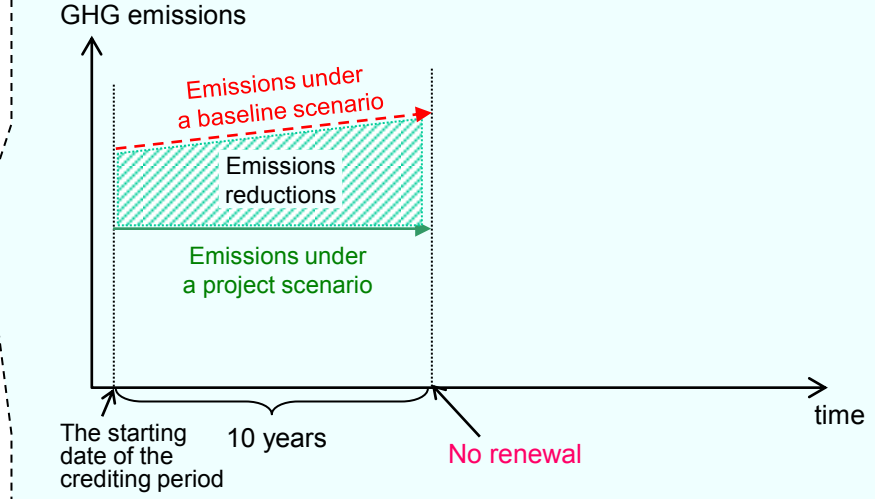 GHG emissions
Emissions under
a baseline scenario
Emissions
reductions
Emissions under
a project scenario
time
The starting
date of the
crediting period
10 years
No renewal